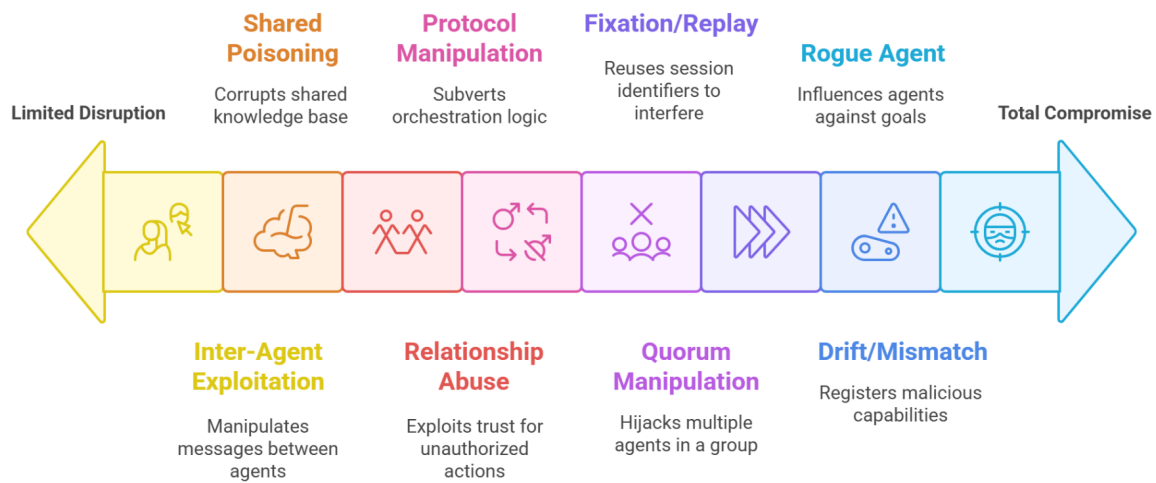 Shared
Poisoning
Corrupts shared
knowledge base
Protocol
Manipulation
Subverts
orchestration logic
Fixation/Replay
Reuses session
identifiers to
interfere
Rogue Agent
Influences agents
against goals
Limited Disruption
Total Compromise
Inter-Agent
Exploitation
Manipulates
messages between
agents
Relationship
Abuse
Exploits trust for
unauthorized
actions
Quorum
Manipulation
Hijacks multiple
agents in a group
Drift/Mismatch
Registers malicious
capabilities